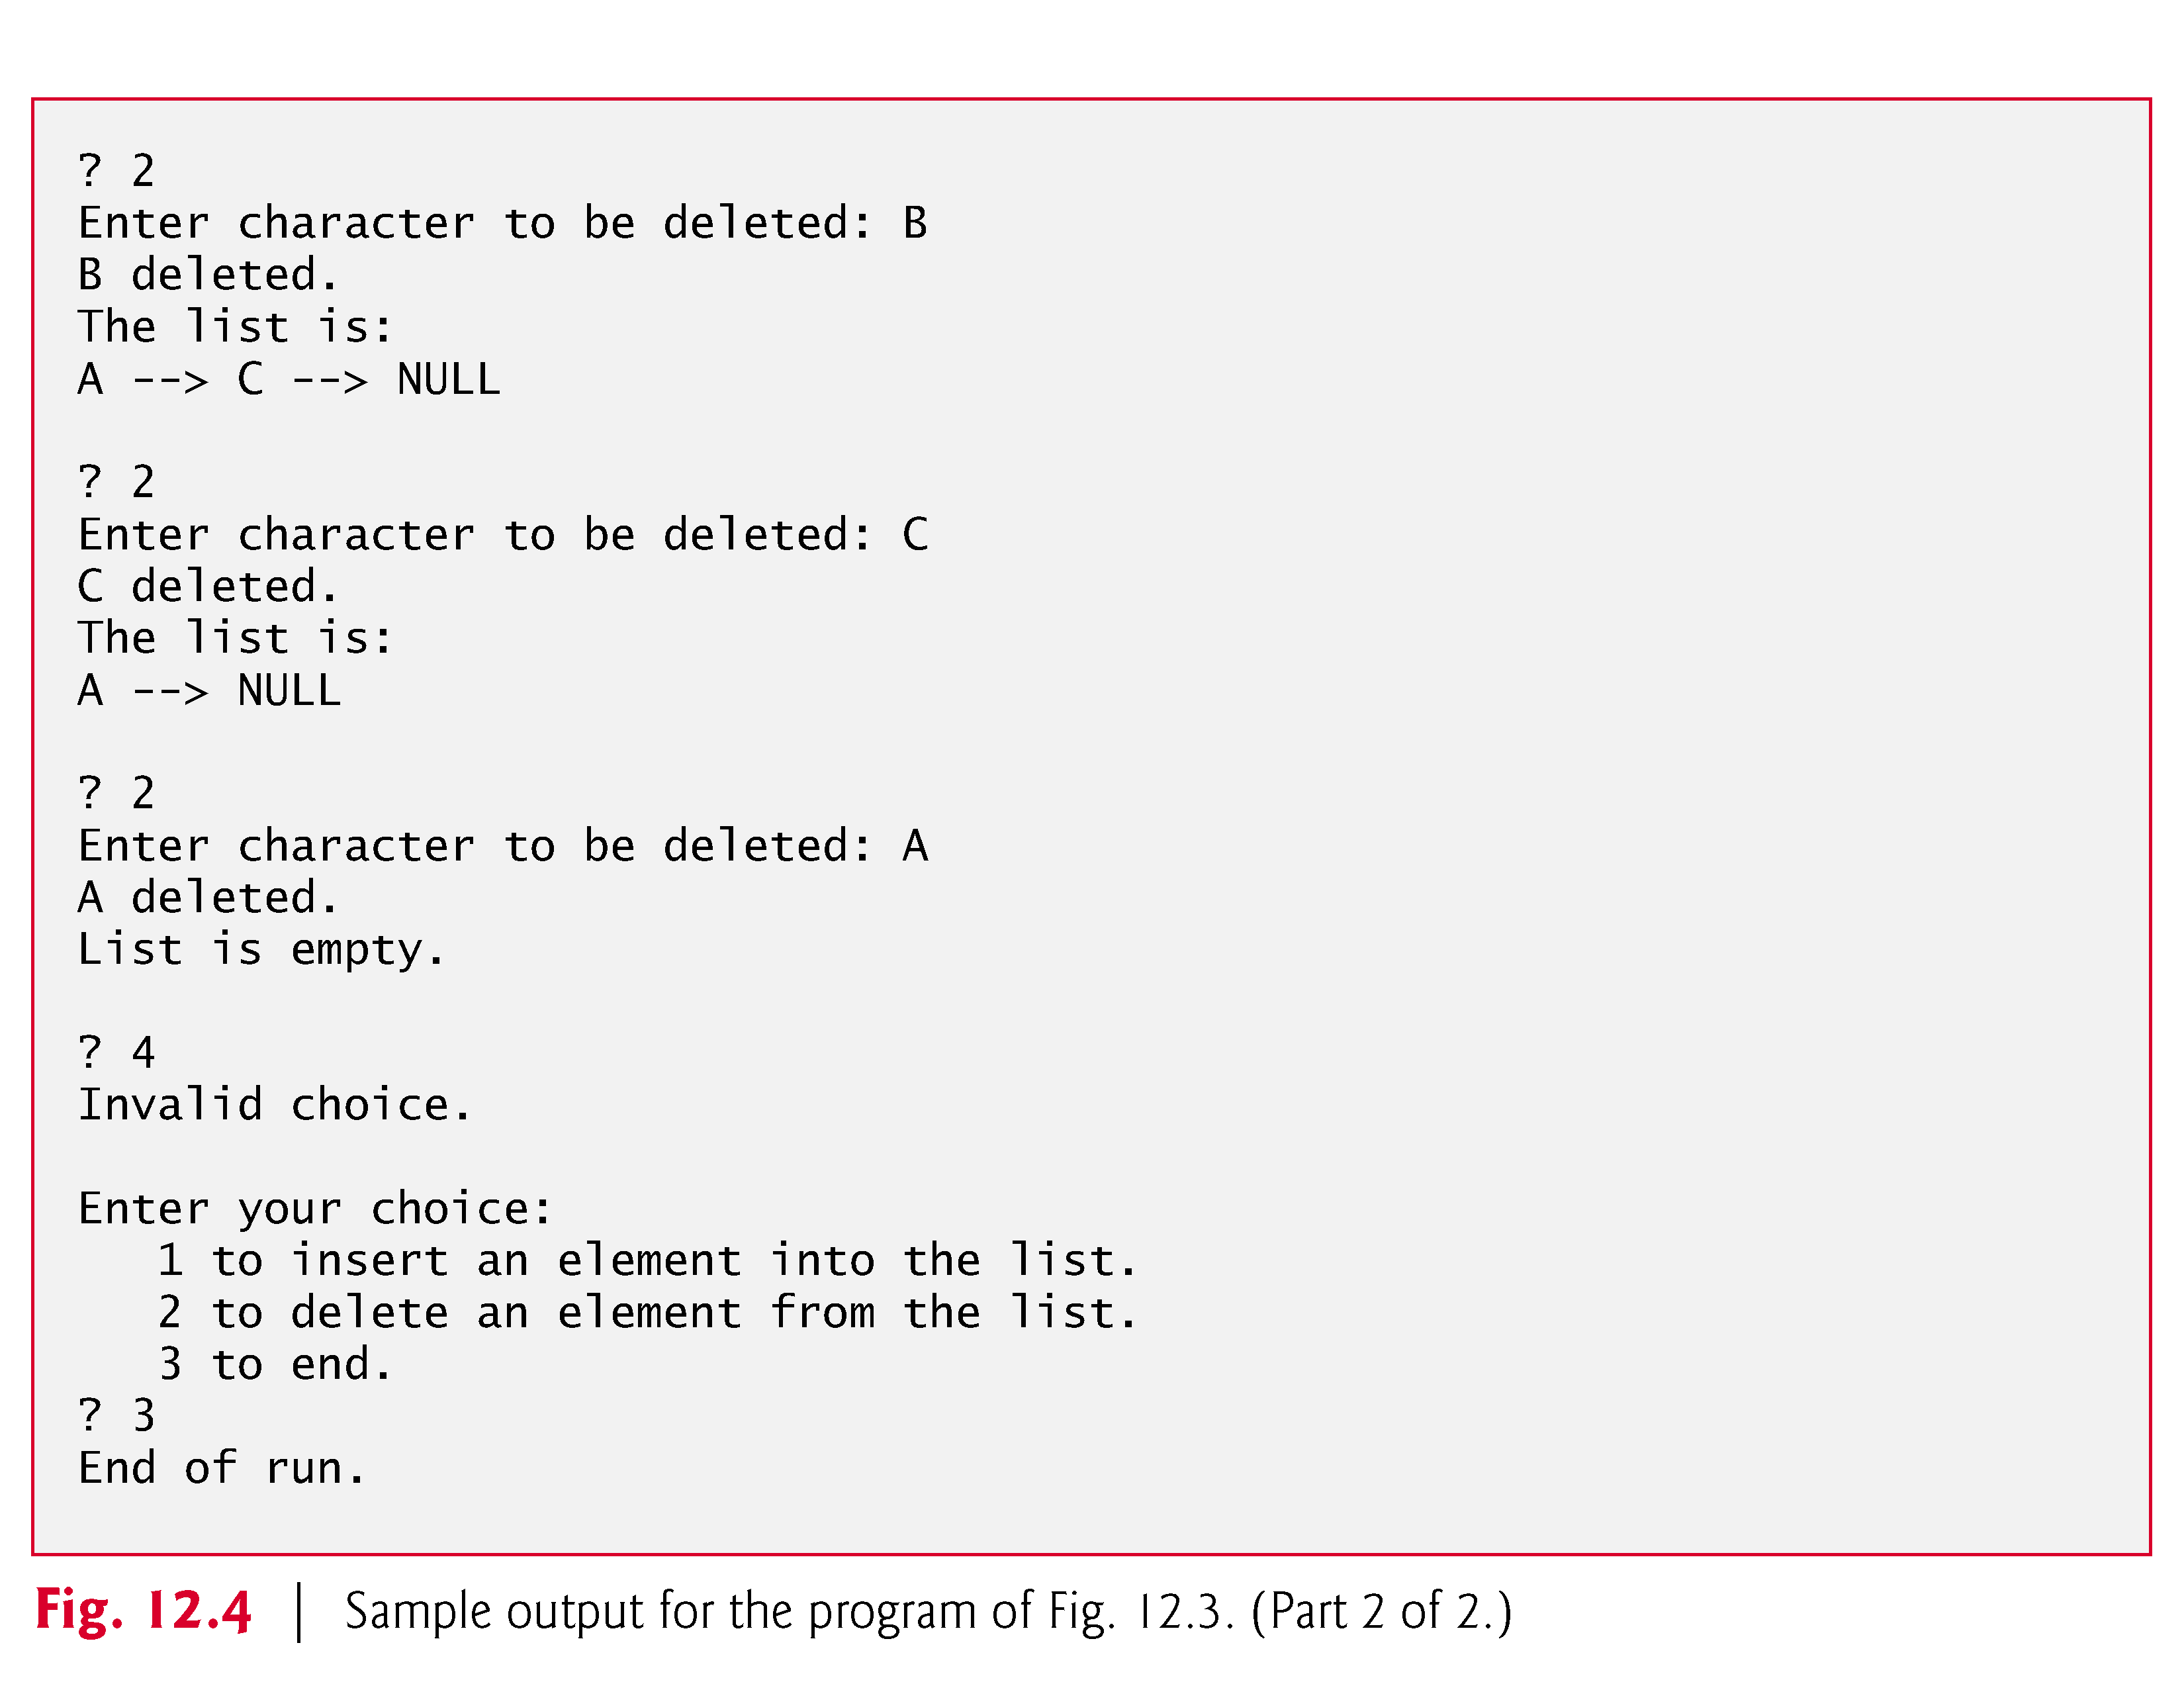 ? 2
Enter character to be deleted: B
B deleted.
The list is:
A --> C --> NULL
? 2
Enter character to be deleted: C
C deleted.
The list is:
A --> NULL
? 2
Enter character to be deleted: A
A deleted.
List is empty.
? 4
Invalid choice.
Enter your choice:
   1 to insert an element into the list.
   2 to delete an element from the list.
   3 to end.
? 3
End of run.
Fig. 12.4 | Sample output for the program of Fig. 12.3. (Part 2 of 2.)